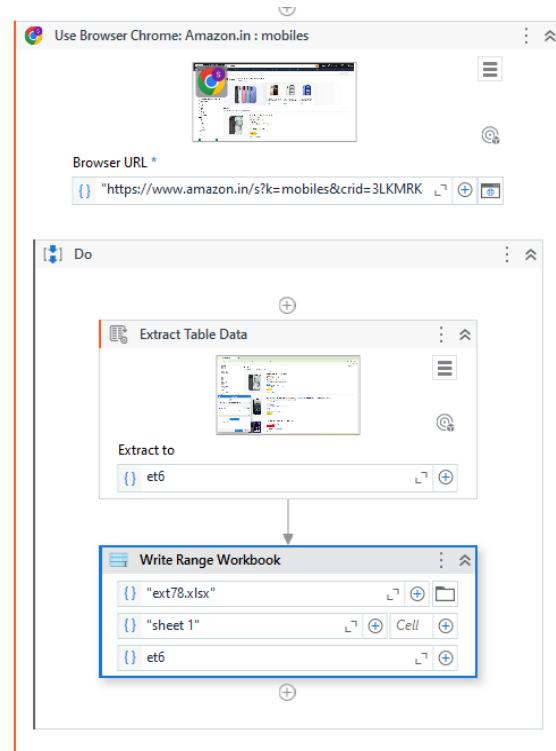 Use Browser Chrome: Amazon.in : mobiles
Browser URL *
"https://www.amazon.in/s?k=mobiles&crid=3LKMRK
Do
Extract Table Data
Extract to
et6
Write Range Workbook
"ext78.xlsx"
"sheet 1"
Cell
et6